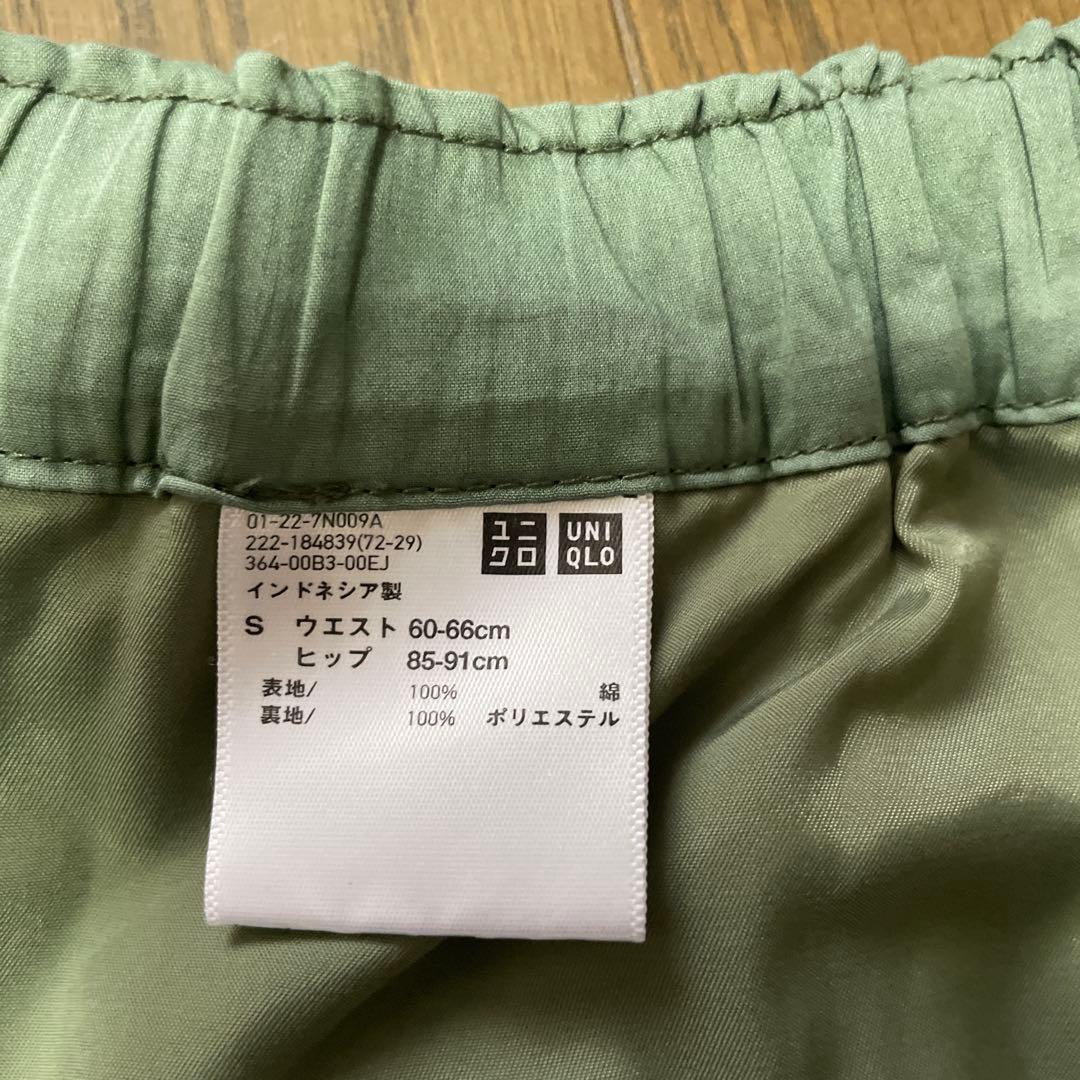 01-22-7N009A
222-184839(72-29)
364-00B3-00EJ
ユニクロ
UNIQLO
インドネシア製
S ウエスト 60-66cm
ヒップ 85-91cm
表地/ 100% 綿
裏地/ 100% ポリエステル